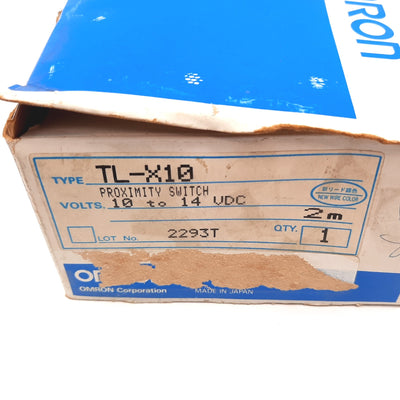 OMRON
TYPE TL-X10
PROXIMITY SWITCH
VOLTS. 10 to 14 VDC
新リード線色
NEW WIRE COLOR
2m
LOT No. 2293T
QTY. 1
OMRON Corporation
MADE IN JAPAN